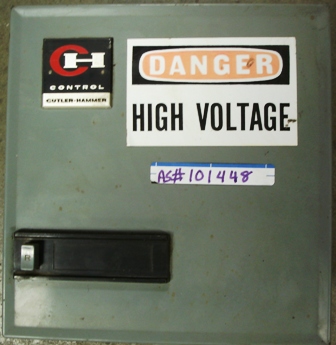 CH
CONTROL
CUTLER-HAMMER
DANGER
HIGH VOLTAGE
AS#101448
R